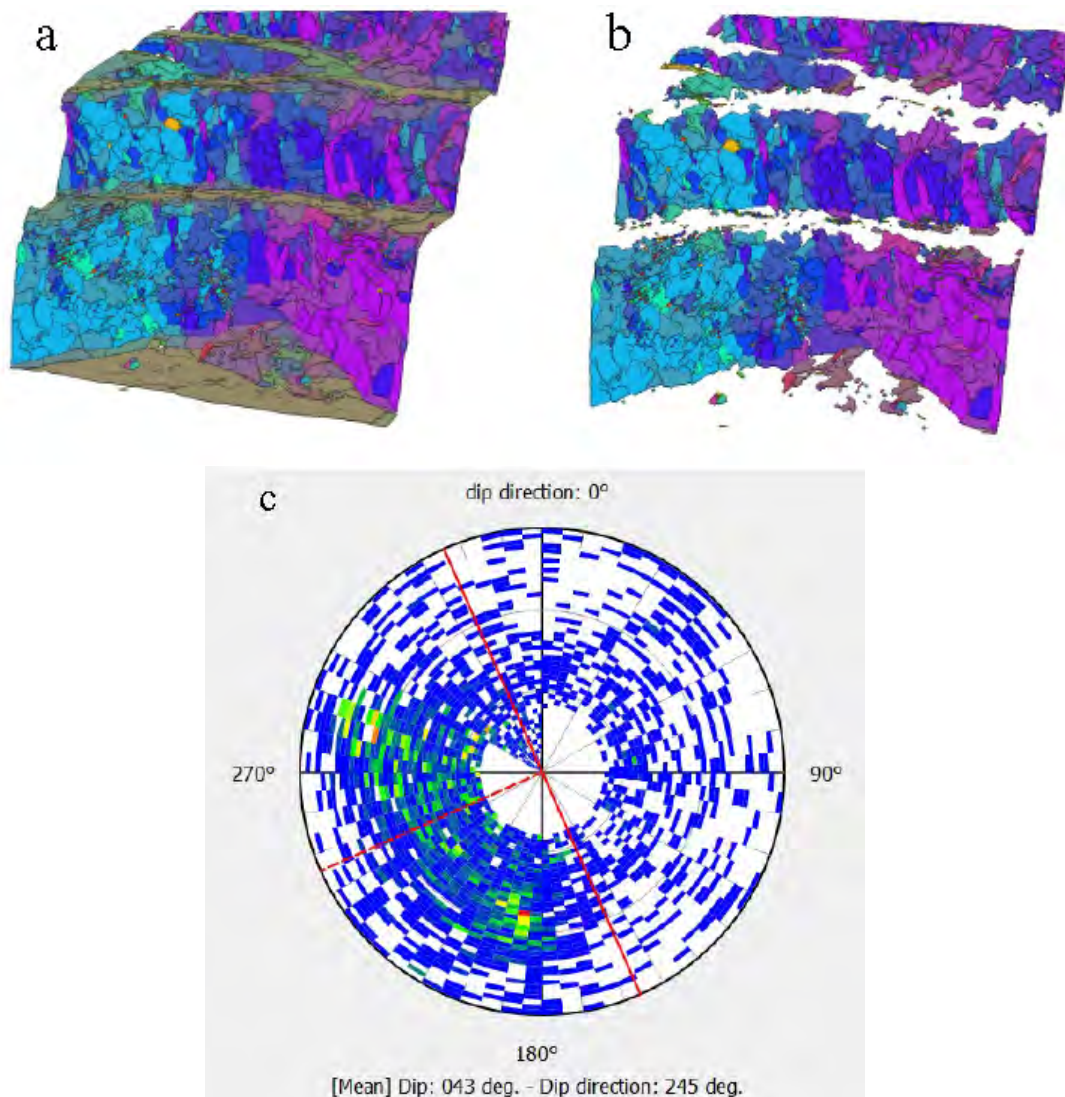 a
b
c
dip direction: 0°
270°
90°
180°
[Mean] Dip: 043 deg. - Dip direction: 245 deg.